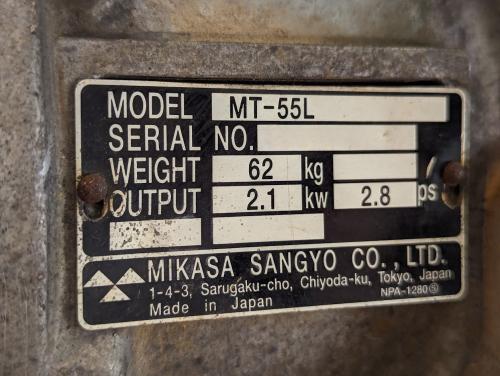 MODEL MT-55L
SERIAL NO.
WEIGHT 62 kg /
OUTPUT 2.1 kw 2.8 ps
MIKASA SANGYO CO., LTD.
1-4-3, Sarugaku-cho, Chiyoda-ku, Tokyo, Japan
Made in Japan NPA-1280Ⓢ